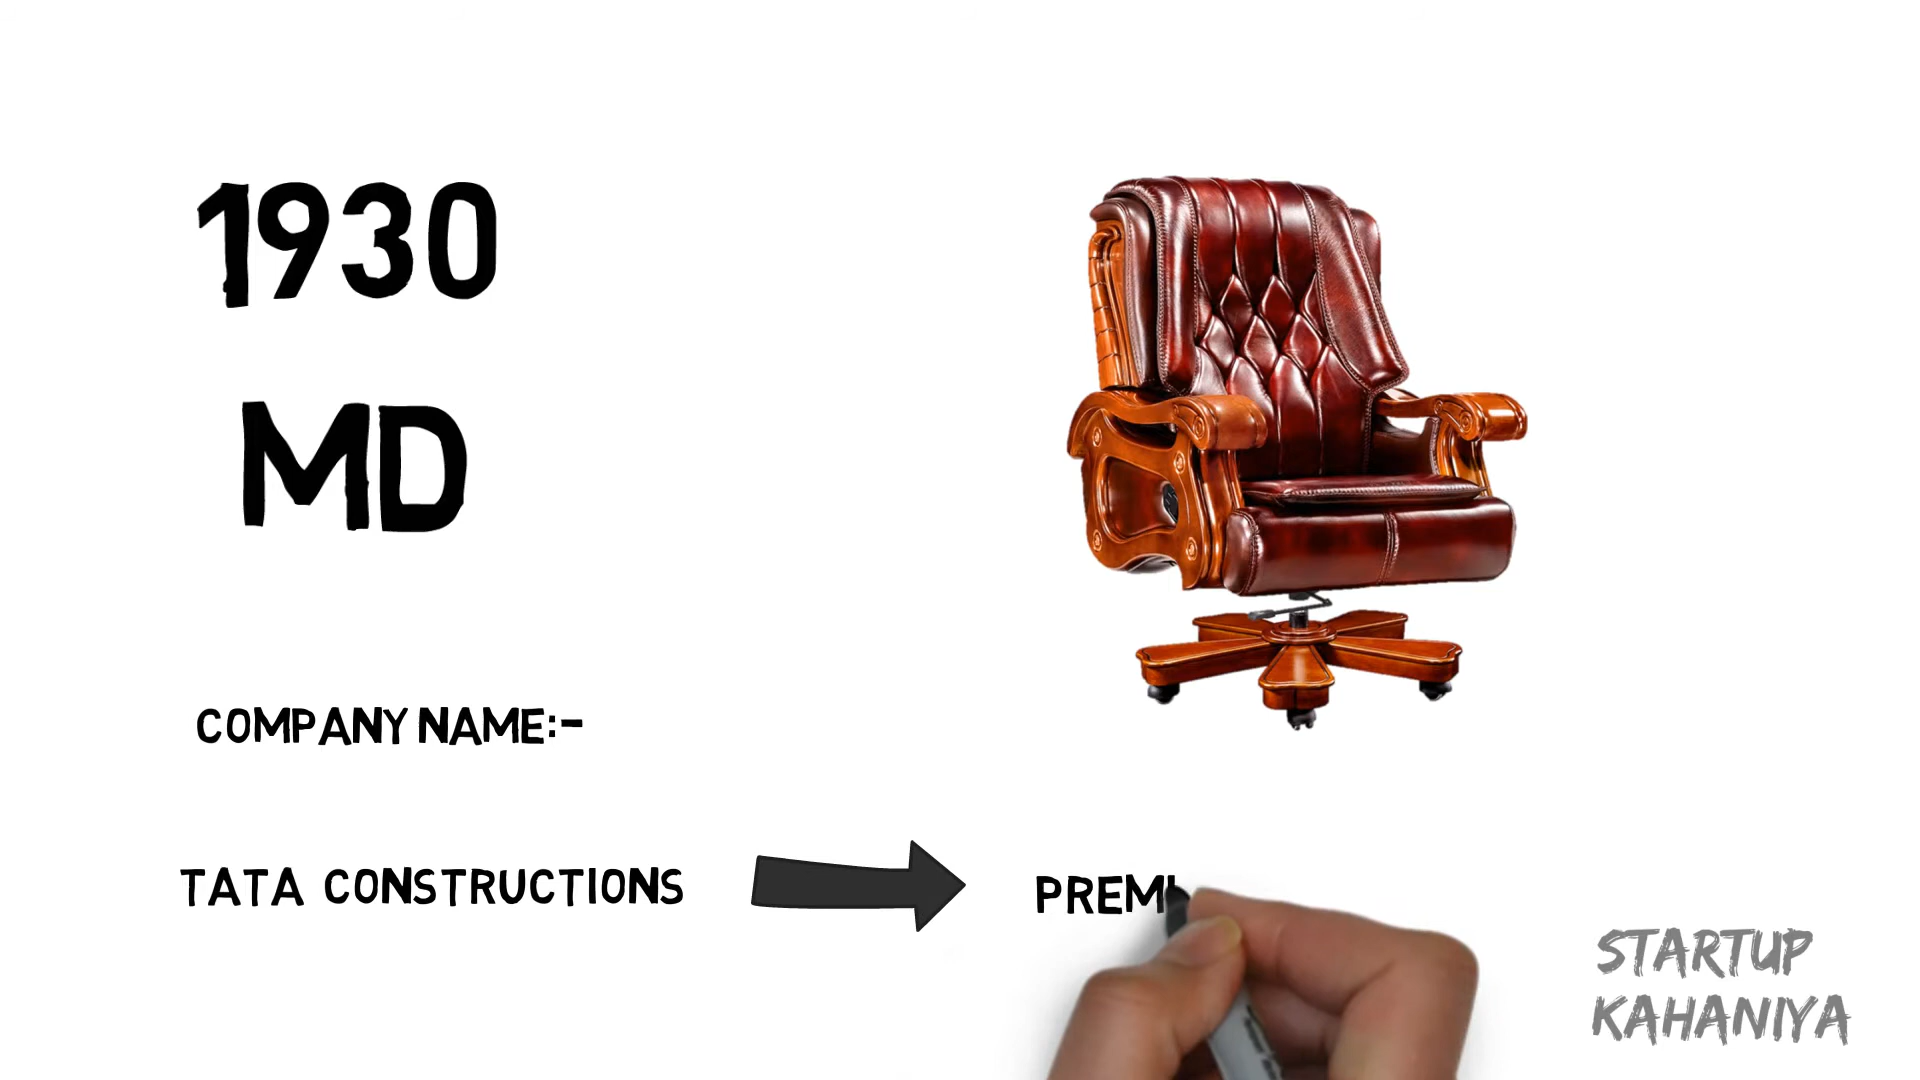 1930
MD
COMPANY NAME:-
TATA CONSTRUCTIONS
STARTUP
KAHANIYA